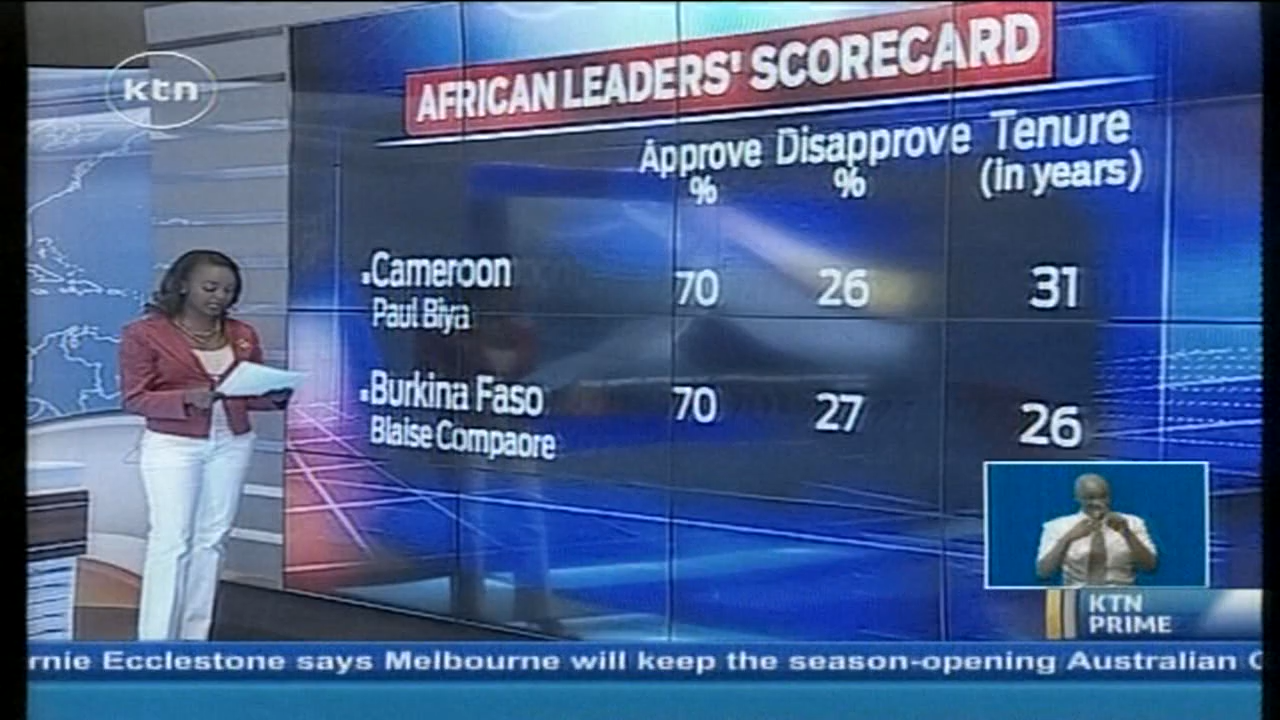 ktn
AFRICAN LEADERS' SCORECARD
Approve Disapprove Tenure
% % (in years)
.Cameroon 70 26 31
Paul Biya
.Burkina Faso 70 27 26
Blaise Compaore
KTN
PRIME
rnie Ecclestone says Melbourne will keep the season-opening Australian